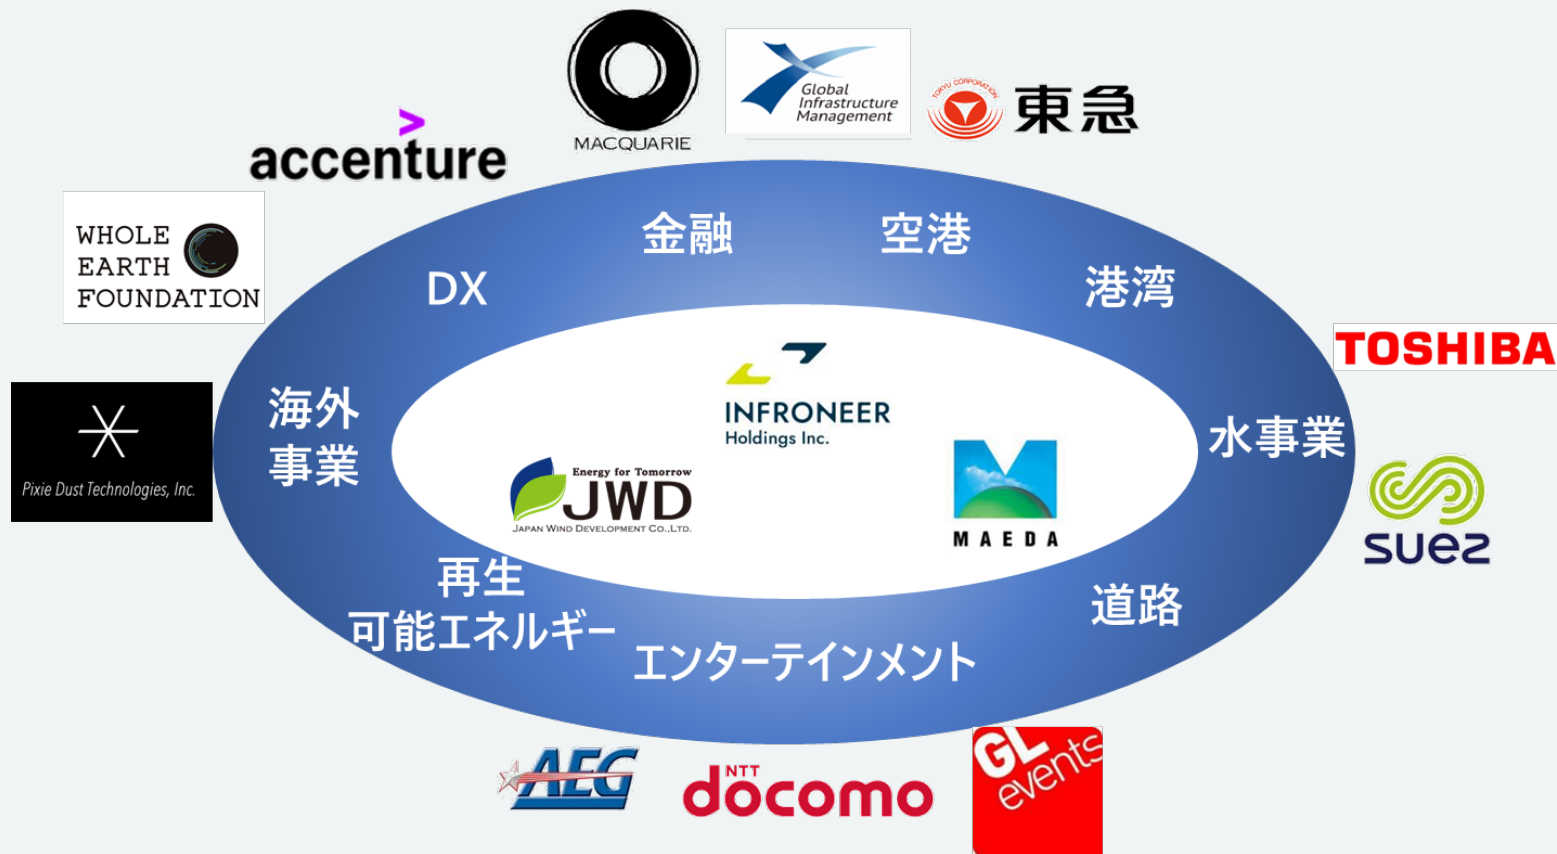 MACQUARIE
Global
Infrastructure
Management
TOKYU CORPORATION
東急
>
accenture
WHOLE
EARTH
FOUNDATION
金融
空港
DX
港湾
TOSHIBA
INFRONEER
Holdings Inc.
海外
事業
水事業
Pixie Dust Technologies, Inc.
Energy for Tomorrow
JWD
JAPAN WIND DEVELOPMENT CO.,LTD.
MAEDA
suez
再生
可能エネルギー
道路
エンターテインメント
AEG
NTT
docomo
GL
events